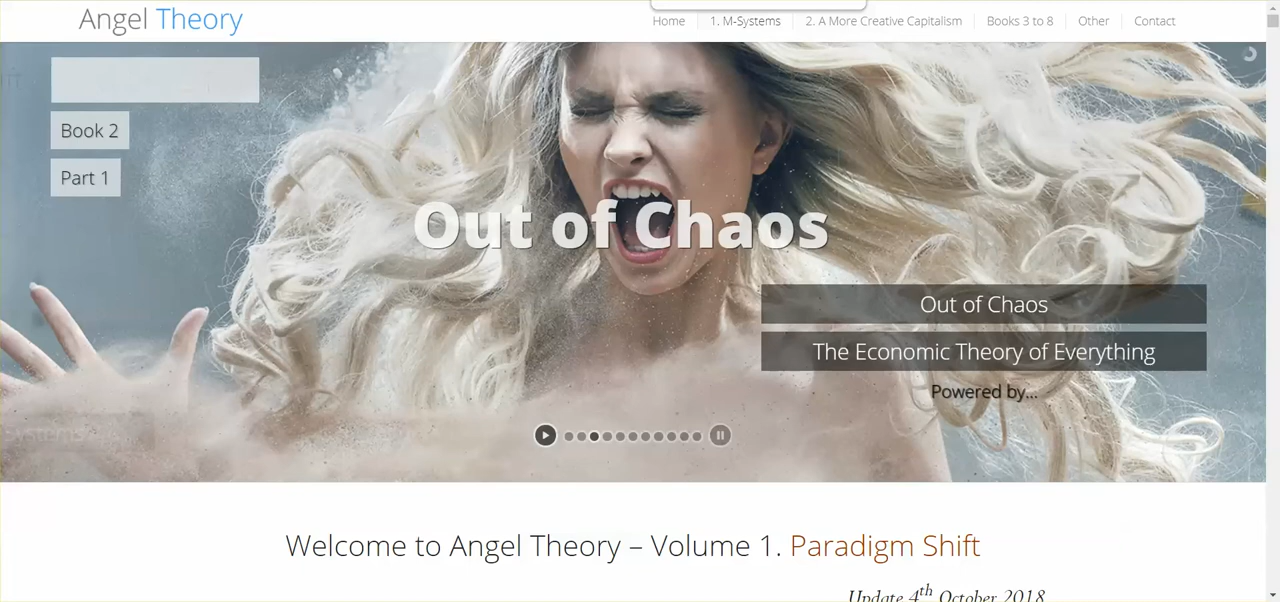 Angel Theory
Home 1. M-Systems 2. A More Creative Capitalism Books 3 to 8 Other Contact
Book 2
Part 1
Out of Chaos
Out of Chaos
The Economic Theory of Everything
Powered by...
Systems
Welcome to Angel Theory – Volume 1. Paradigm Shift
Update 4th October 2018